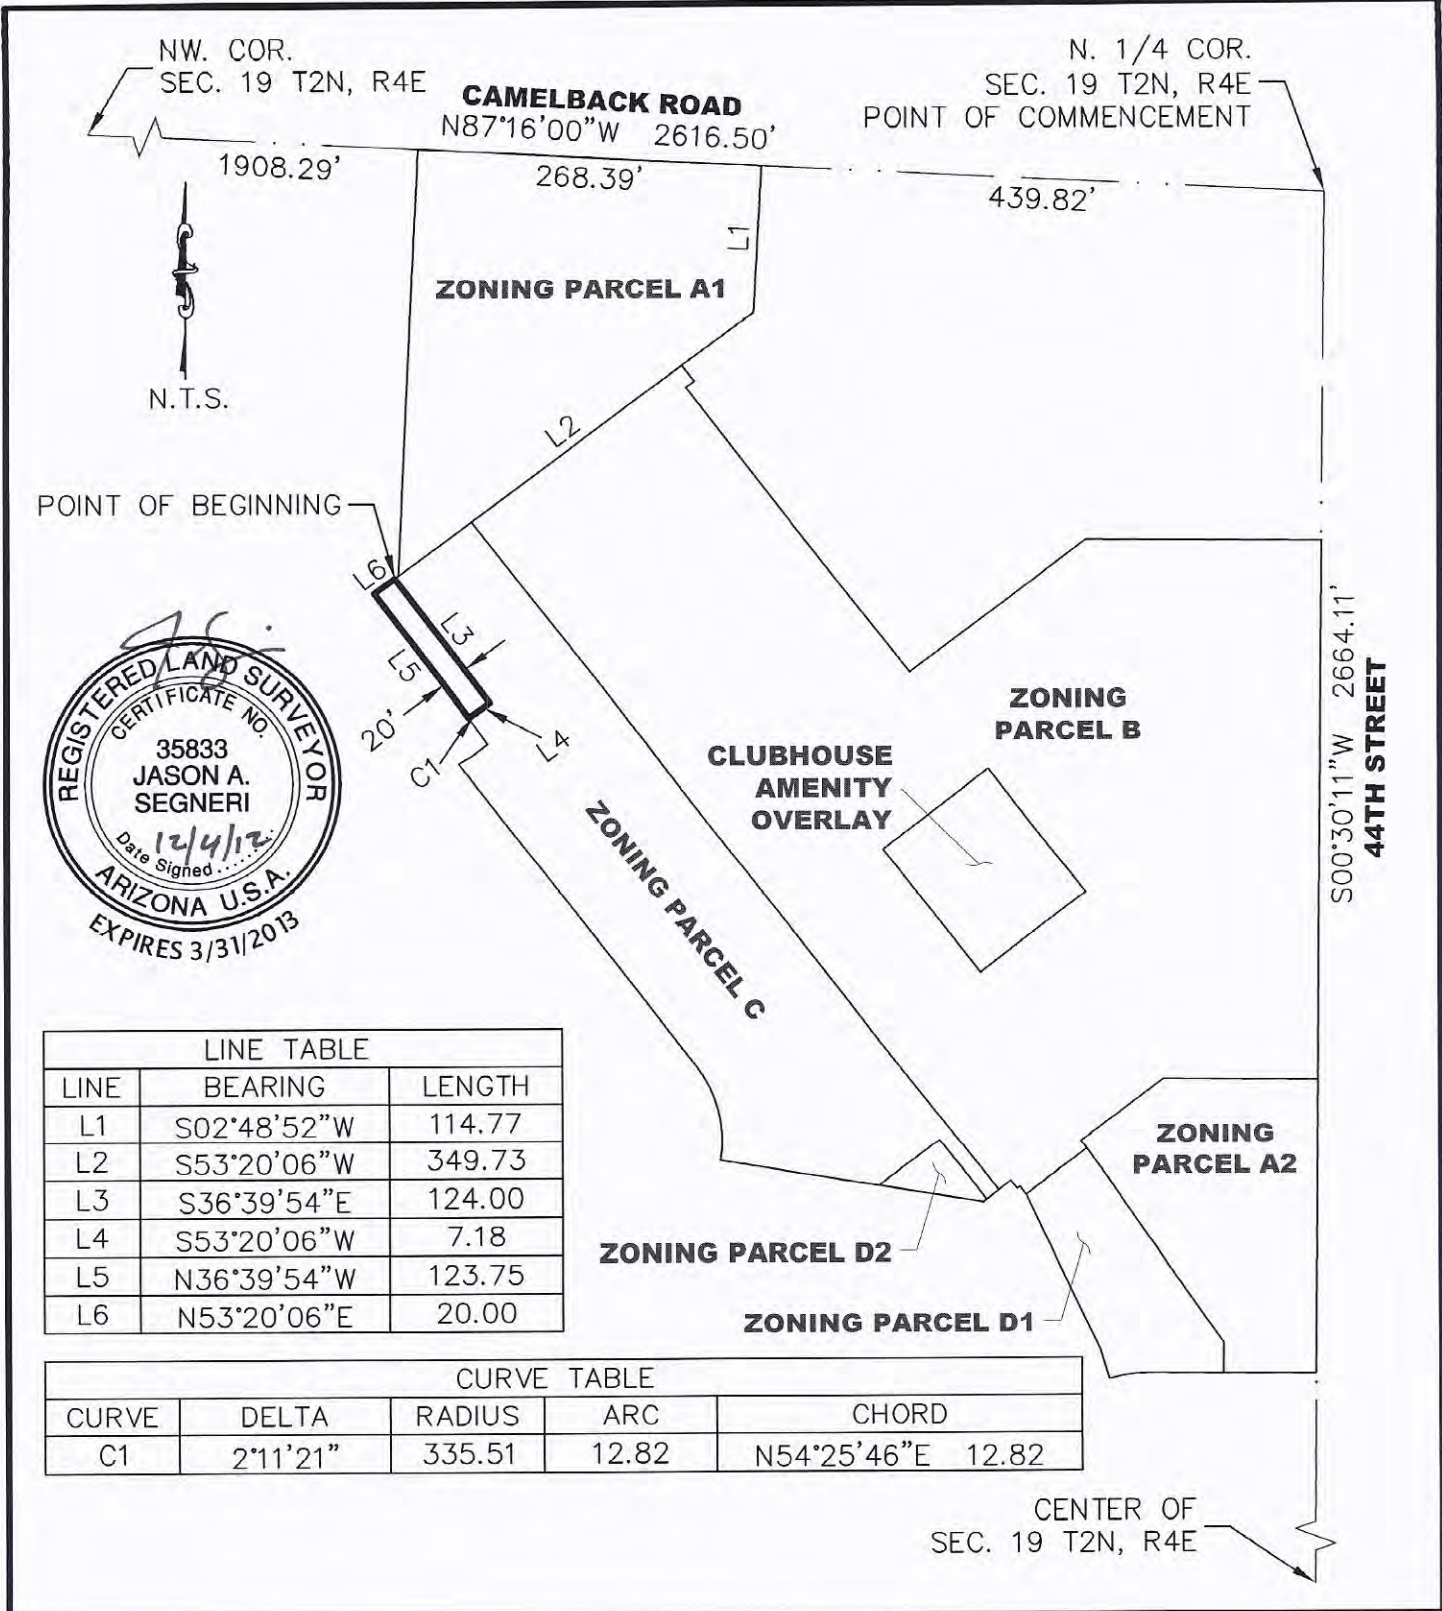 NW. COR.
SEC. 19 T2N, R4E
CAMELBACK ROAD
N87°16'00"W 2616.50'
N. 1/4 COR.
SEC. 19 T2N, R4E
POINT OF COMMENCEMENT
1908.29'
268.39'
439.82'
L1
ZONING PARCEL A1
N.T.S.
L2
POINT OF BEGINNING
L6
L3
L5
20'
C1
L4
REGISTERED LAND SURVEYOR
CERTIFICATE NO.
35833
JASON A.
SEGNERI
12/4/12
Date Signed
ARIZONA U.S.A.
EXPIRES 3/31/2013
ZONING
PARCEL B
CLUBHOUSE
AMENITY
OVERLAY
ZONING PARCEL C
S00°30'11"W 2664.11'
44TH STREET
ZONING
PARCEL A2
ZONING PARCEL D2
ZONING PARCEL D1
LINE TABLE
LINE BEARING LENGTH
L1 S02°48'52"W 114.77
L2 S53°20'06"W 349.73
L3 S36°39'54"E 124.00
L4 S53°20'06"W 7.18
L5 N36°39'54"W 123.75
L6 N53°20'06"E 20.00
CURVE TABLE
CURVE DELTA RADIUS ARC CHORD
C1 2°11'21" 335.51 12.82 N54°25'46"E 12.82
CENTER OF
SEC. 19 T2N, R4E